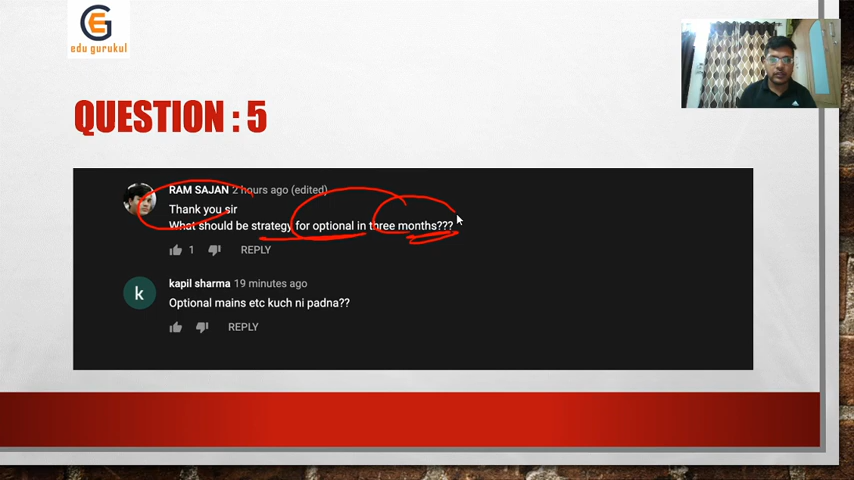 edu gurukul
QUESTION : 5
RAM SAJAN 2 hours ago (edited)
Thank you sir
What should be strategy for optional in three months???
1 REPLY
k
kapil sharma 19 minutes ago
Optional mains etc kuch ni padna??
REPLY